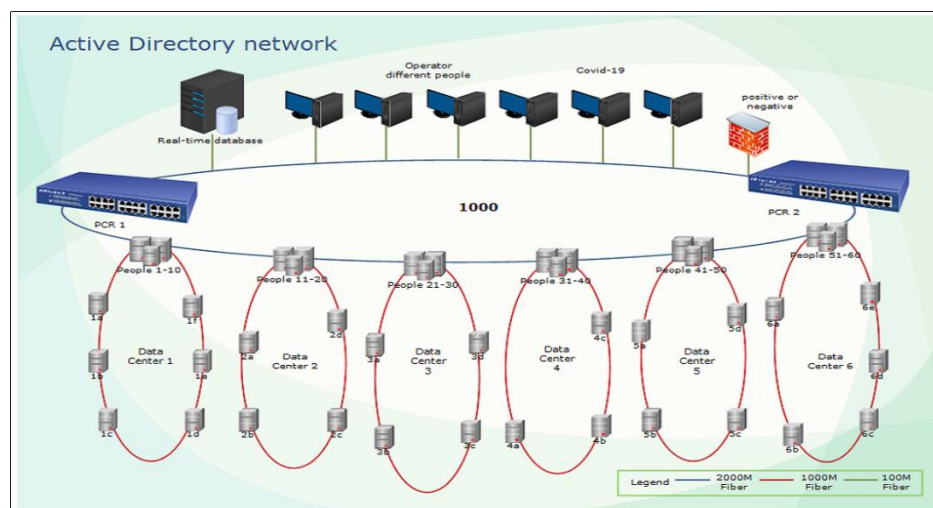 Active Directory network
Operator
different people
Covid-19
positive or
negative
Real-time database
1000
PCR 1
PCR 2
People 1-10
People 11-20
People 21-30
People 31-40
People 41-50
People 51-60
1a
1f
1b
1e
1c
1d
Data
Center 1
2a
2d
2b
2c
Data
Center 2
3a
3d
3b
3c
Data
Center
3
4c
4a
4b
Data
Center
4
5a
5d
5b
5c
Data
Center
5
6a
6e
6d
6b
6c
Data
Center 6
Legend
2000M
Fiber
1000M
Fiber
100M
Fiber